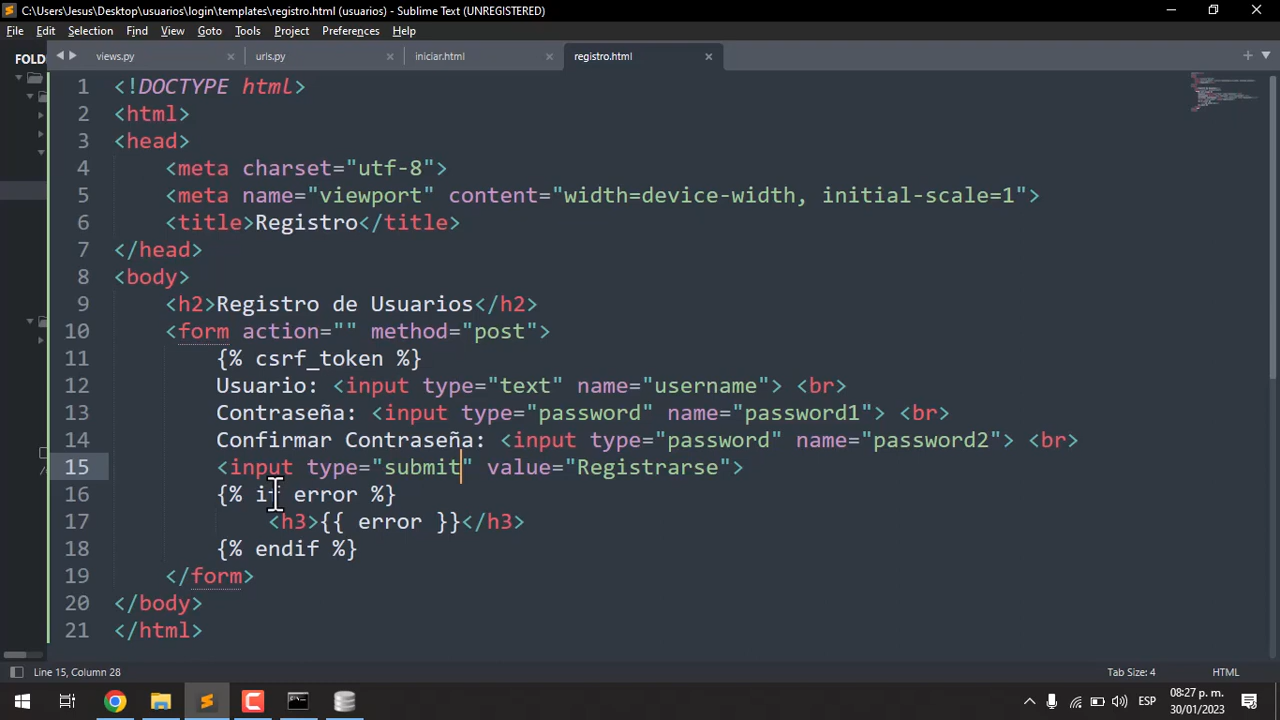 C:\Users\Jesus\Desktop\usuarios\login\templates\registro.html (usuarios) - Sublime Text (UNREGISTERED)
File Edit Selection Find View Goto Tools Project Preferences Help
FOLD
views.py
urls.py
iniciar.html
registro.html
1 <!DOCTYPE html>
2 <html>
3 <head>
4 <meta charset="utf-8">
5 <meta name="viewport" content="width=device-width, initial-scale=1">
6 <title>Registro</title>
7 </head>
8 <body>
9 <h2>Registro de Usuarios</h2>
10 <form action="" method="post">
11 {% csrf_token %}
12 Usuario: <input type="text" name="username"> <br>
13 Contraseña: <input type="password" name="password1"> <br>
14 Confirmar Contraseña: <input type="password" name="password2"> <br>
15 <input type="submit" value="Registrarse">
16 {% if error %}
17 <h3>{{ error }}</h3>
18 {% endif %}
19 </form>
20 </body>
21 </html>
Line 15, Column 28
Tab Size: 4
HTML
ESP
08:27 p. m.
30/01/2023